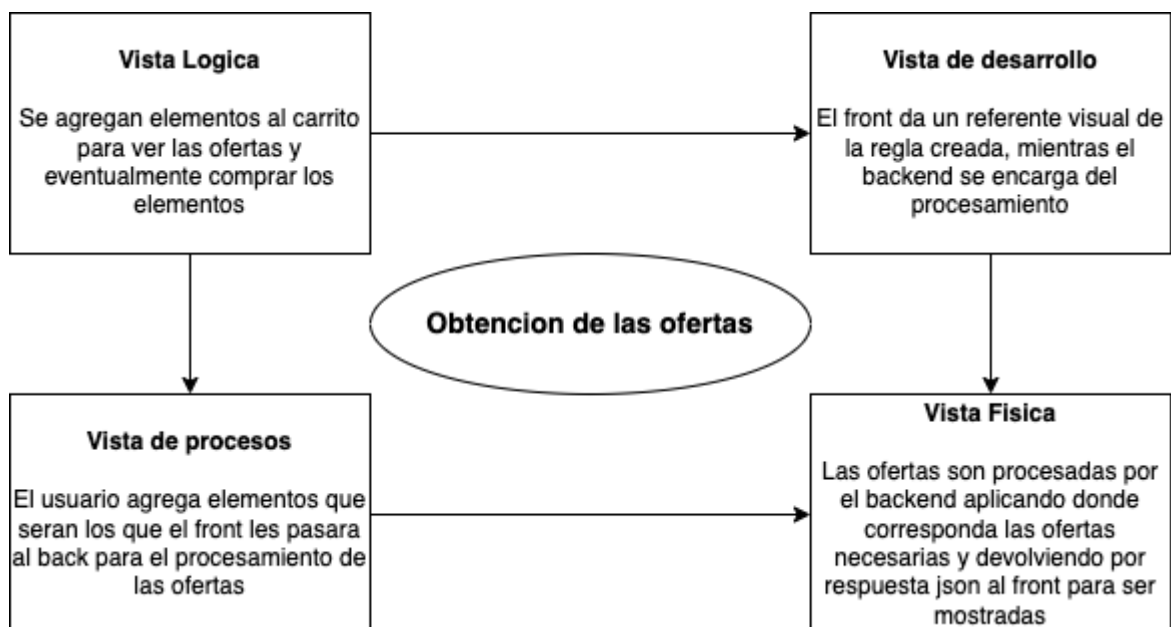 Vista Logica
Se agregan elementos al carrito
para ver las ofertas y
eventualmente comprar los
elementos
Vista de desarrollo
El front da un referente visual de
la regla creada, mientras el
backend se encarga del
procesamiento
Obtencion de las ofertas
Vista de procesos
El usuario agrega elementos que
seran los que el front les pasara
al back para el procesamiento de
las ofertas
Vista Fisica
Las ofertas son procesadas por
el backend aplicando donde
corresponda las ofertas
necesarias y devolviendo por
respuesta json al front para ser
mostradas